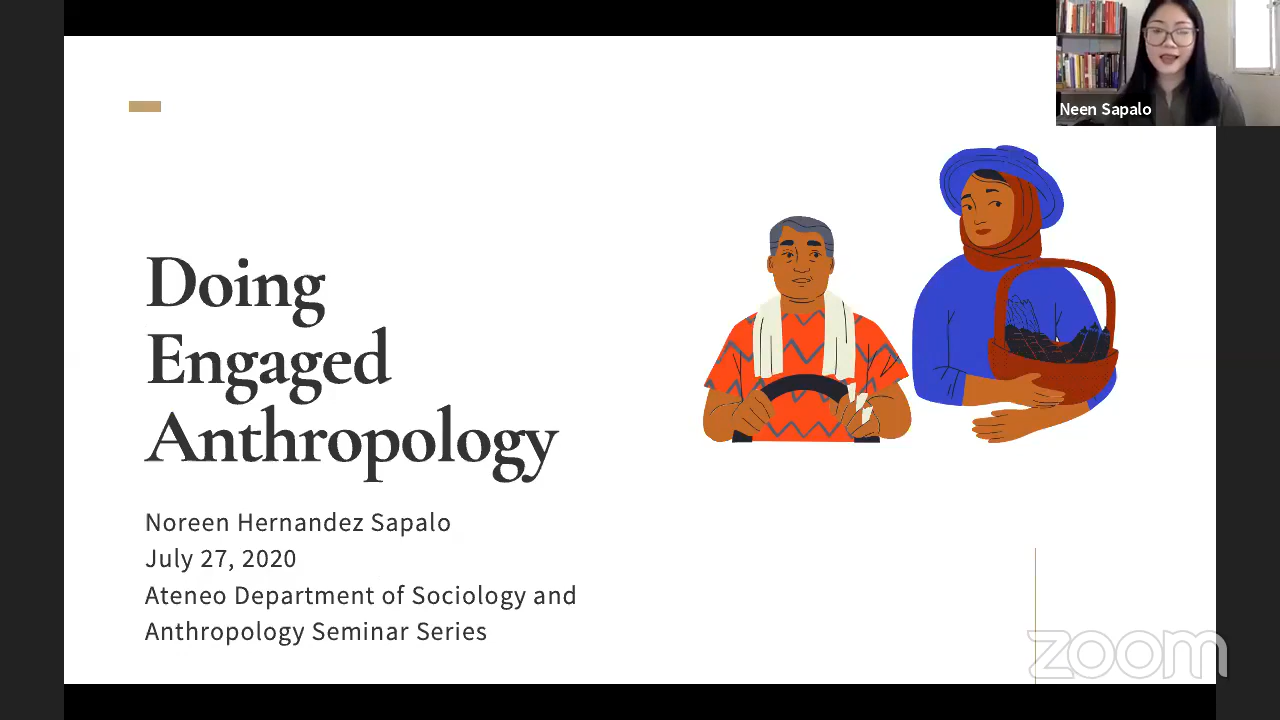 Neen Sapalo
Doing
Engaged
Anthropology
Noreen Hernandez Sapalo
July 27, 2020
Ateneo Department of Sociology and
Anthropology Seminar Series
zoom